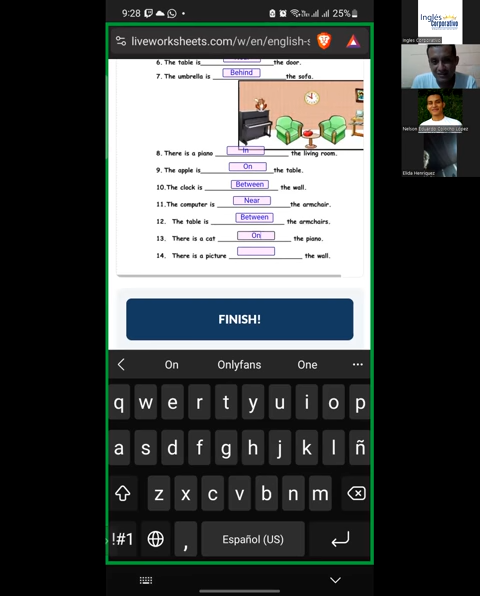 9:28
25%
liveworksheets.com/w/en/english-s
6. The table is the door.
7. The umbrella is Behind the sofa.
8. There is a piano In the living room.
9. The apple is On the table.
10.The clock is Between the wall.
11.The computer is Near the armchair.
12. The table is Between the armchairs.
13. There is a cat On the piano.
14. There is a picture the wall.
FINISH!
On Onlyfans One ...
q w e r t y u i o p
a s d f g h j k l ñ
z x c v b n m
!#1 , Español (US)
Inglés
Corporativo
Ingles Corporativo
Elida Henriquez